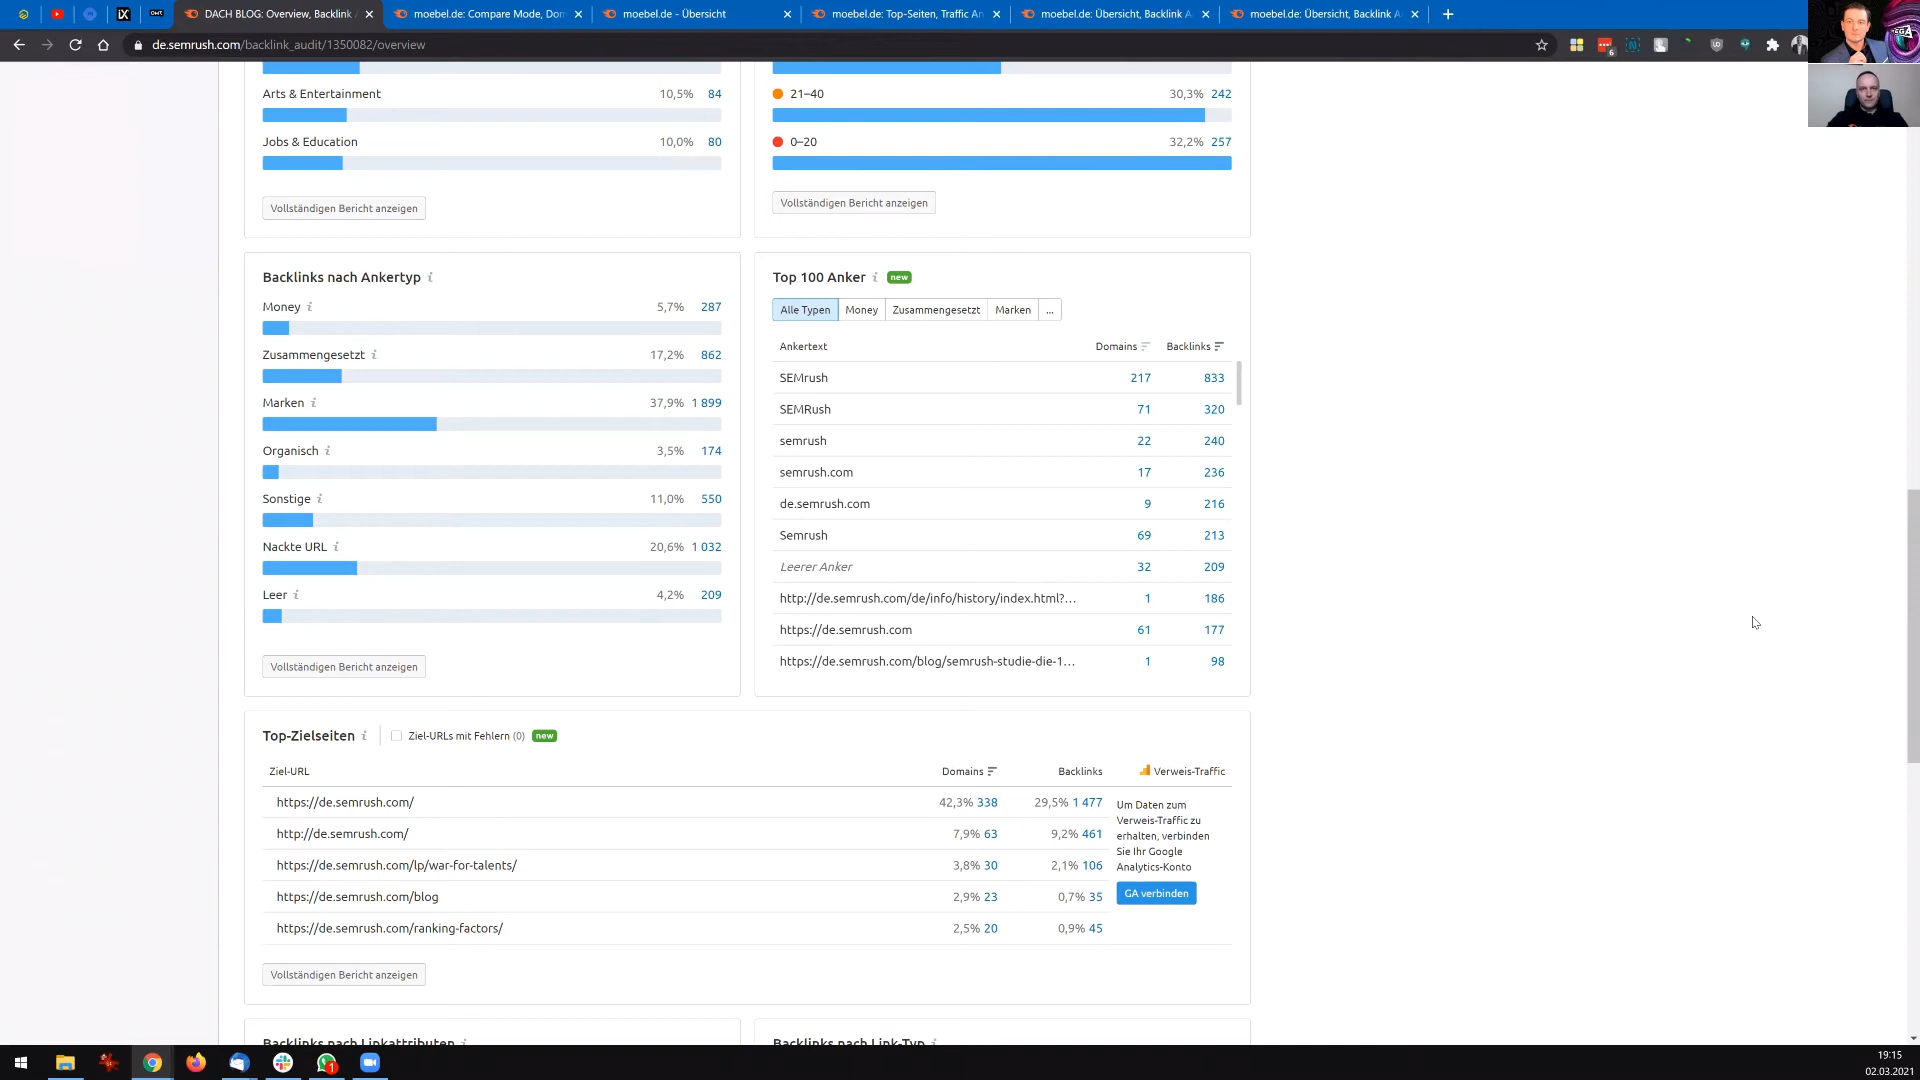 DACH BLOG: Overview, Backlink
moebel.de: Compare Mode, Dom
moebel.de - Übersicht
moebel.de: Top-Seiten, Traffic An
moebel.de: Übersicht, Backlink A
moebel.de: Übersicht, Backlink A
de.semrush.com/backlink_audit/1350082/overview
Arts & Entertainment 10,5% 84
Jobs & Education 10,0% 80
Vollständigen Bericht anzeigen
21–40 30,3% 242
0–20 32,2% 257
Vollständigen Bericht anzeigen
Backlinks nach Ankertyp
Money 5,7% 287
Zusammengesetzt 17,2% 862
Marken 37,9% 1 899
Organisch 3,5% 174
Sonstige 11,0% 550
Nackte URL 20,6% 1 032
Leer 4,2% 209
Vollständigen Bericht anzeigen
Top 100 Anker new
Alle Typen Money Zusammengesetzt Marken ...
Ankertext Domains Backlinks
SEMrush 217 833
SEMRush 71 320
semrush 22 240
semrush.com 17 236
de.semrush.com 9 216
Semrush 69 213
Leerer Anker 32 209
http://de.semrush.com/de/info/history/index.html?... 1 186
https://de.semrush.com 61 177
https://de.semrush.com/blog/semrush-studie-die-1... 1 98
Top-Zielseiten Ziel-URLs mit Fehlern (0) new
Ziel-URL Domains Backlinks Verweis-Traffic
https://de.semrush.com/ 42,3% 338 29,5% 1 477
http://de.semrush.com/ 7,9% 63 9,2% 461
https://de.semrush.com/lp/war-for-talents/ 3,8% 30 2,1% 106
https://de.semrush.com/blog 2,9% 23 0,7% 35
https://de.semrush.com/ranking-factors/ 2,5% 20 0,9% 45
Um Daten zum
Verweis-Traffic zu
erhalten, verbinden
Sie Ihr Google
Analytics-Konto
GA verbinden
Vollständigen Bericht anzeigen
Backlinks nach Linkattributen
Backlinks nach Link-Typ
19:15
02.03.2021